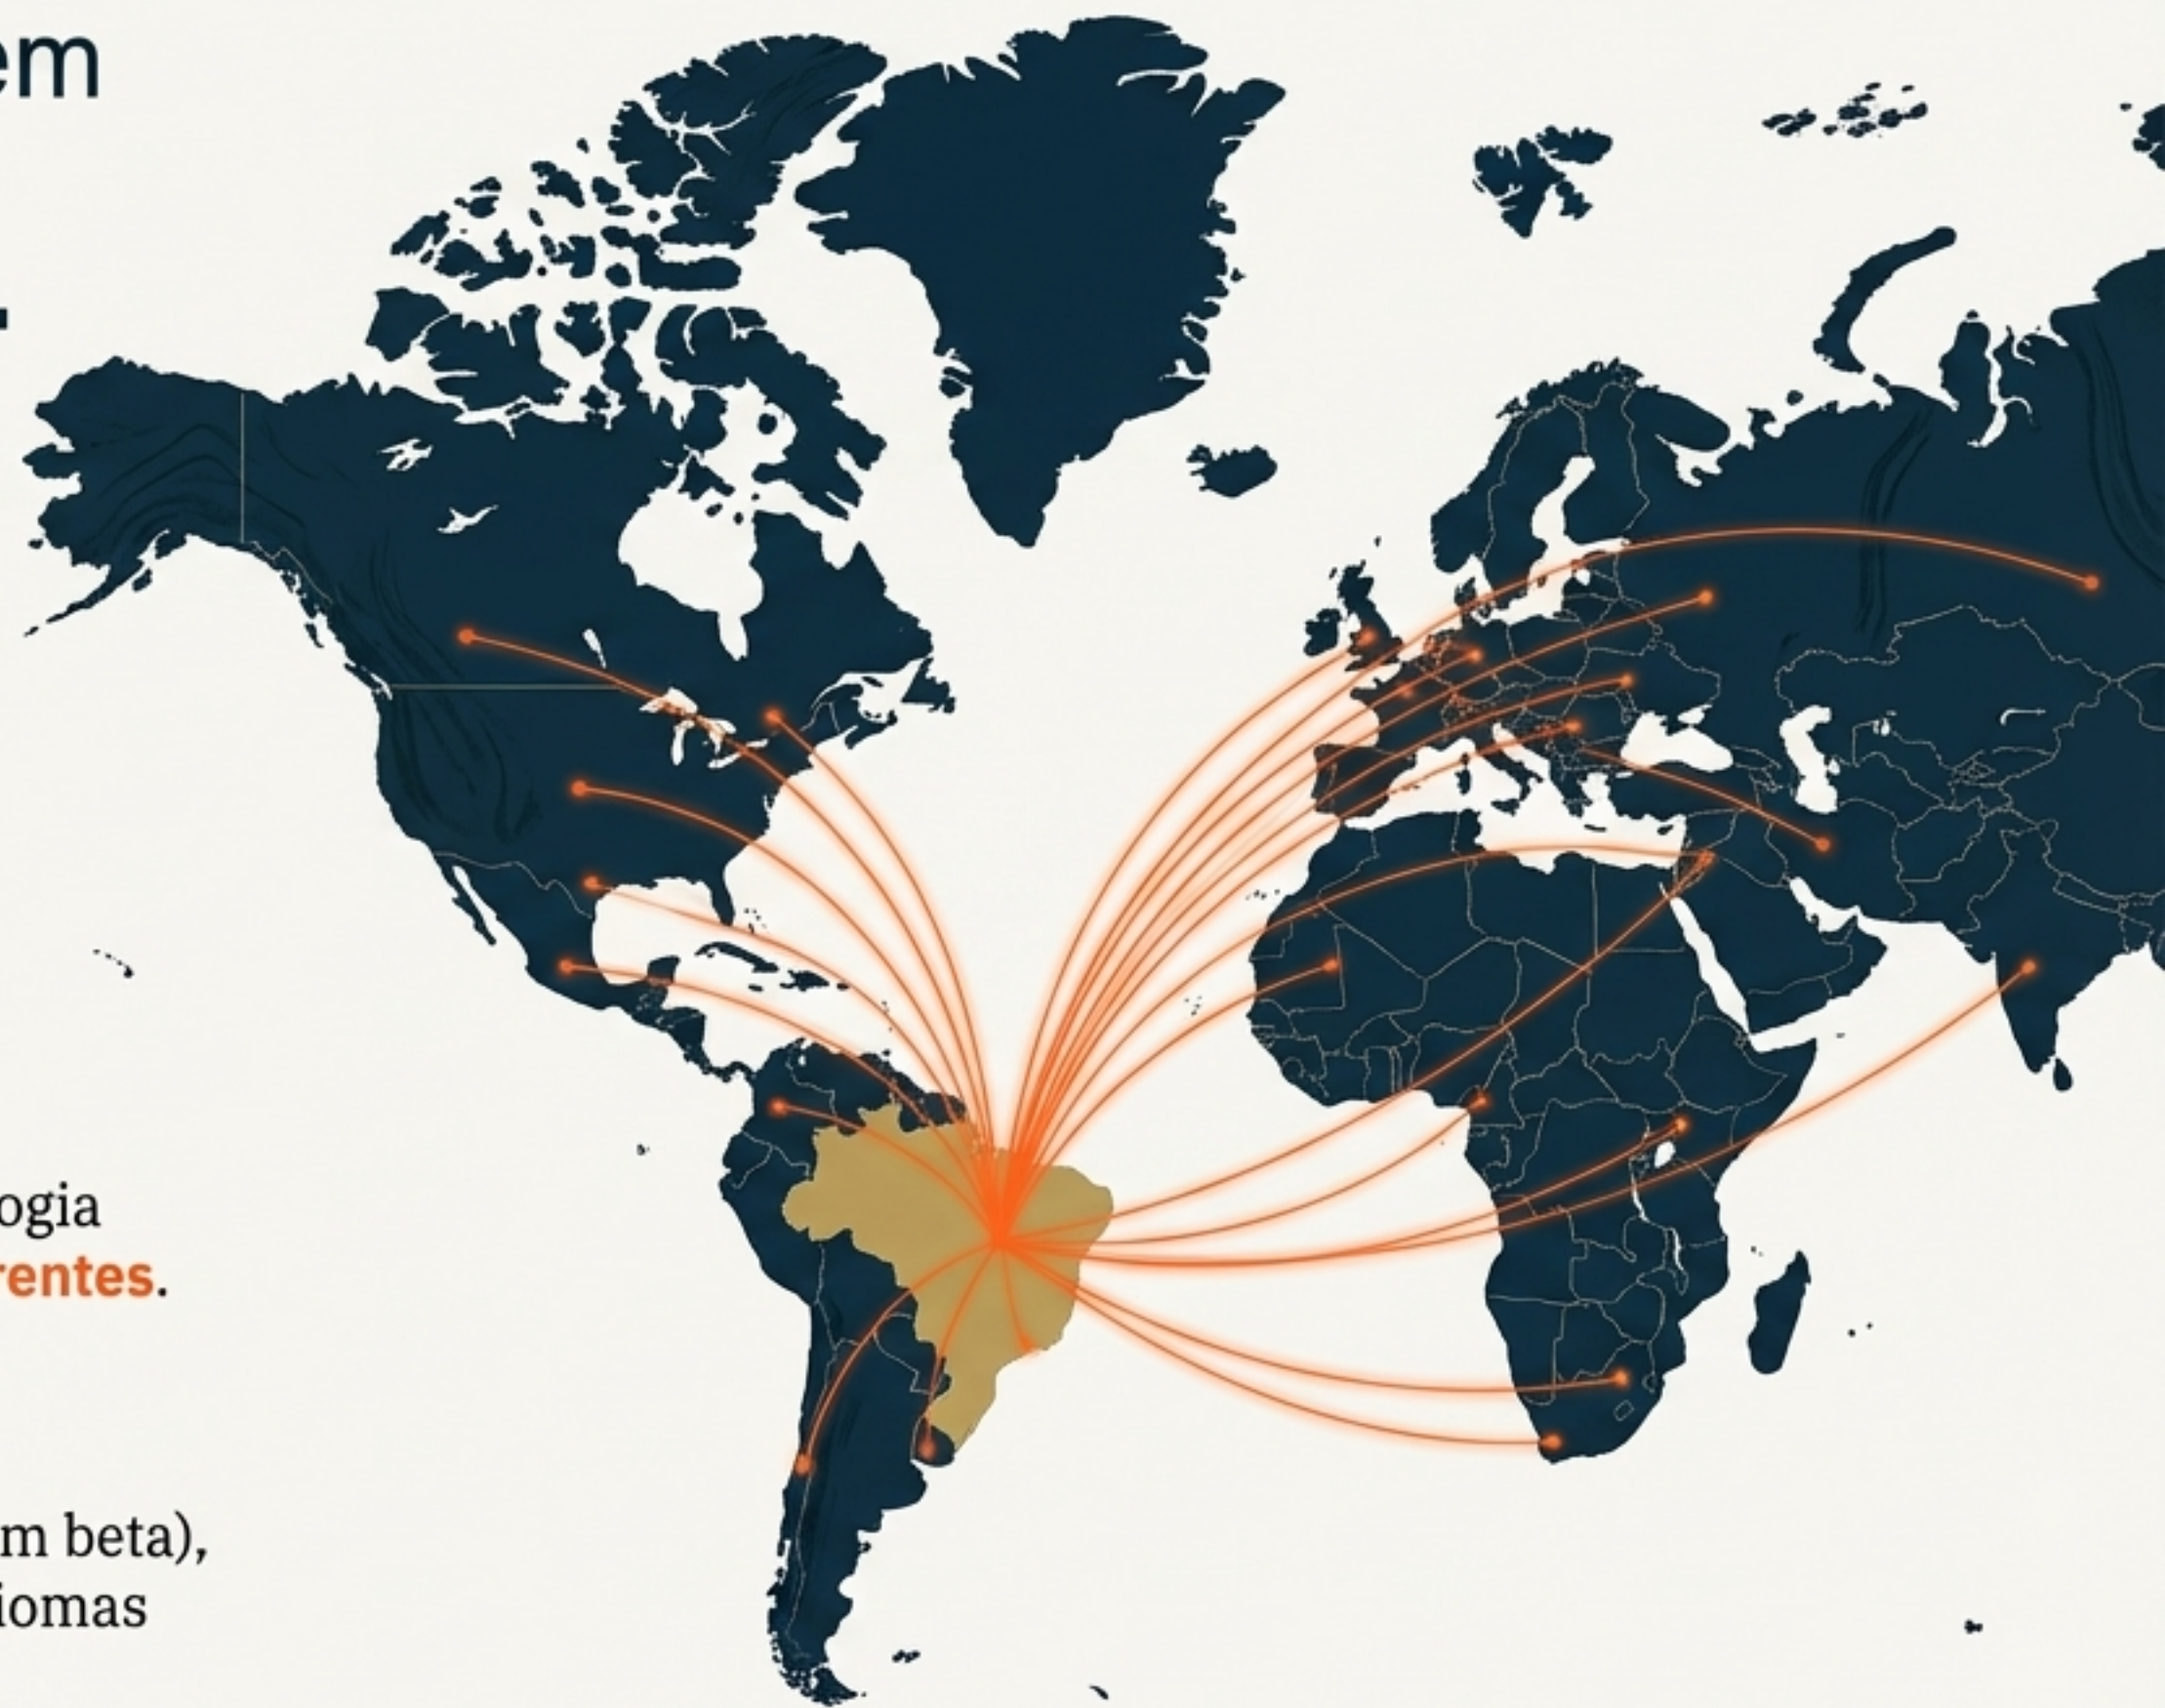 em
ogia
rentes.
m beta),
iomas